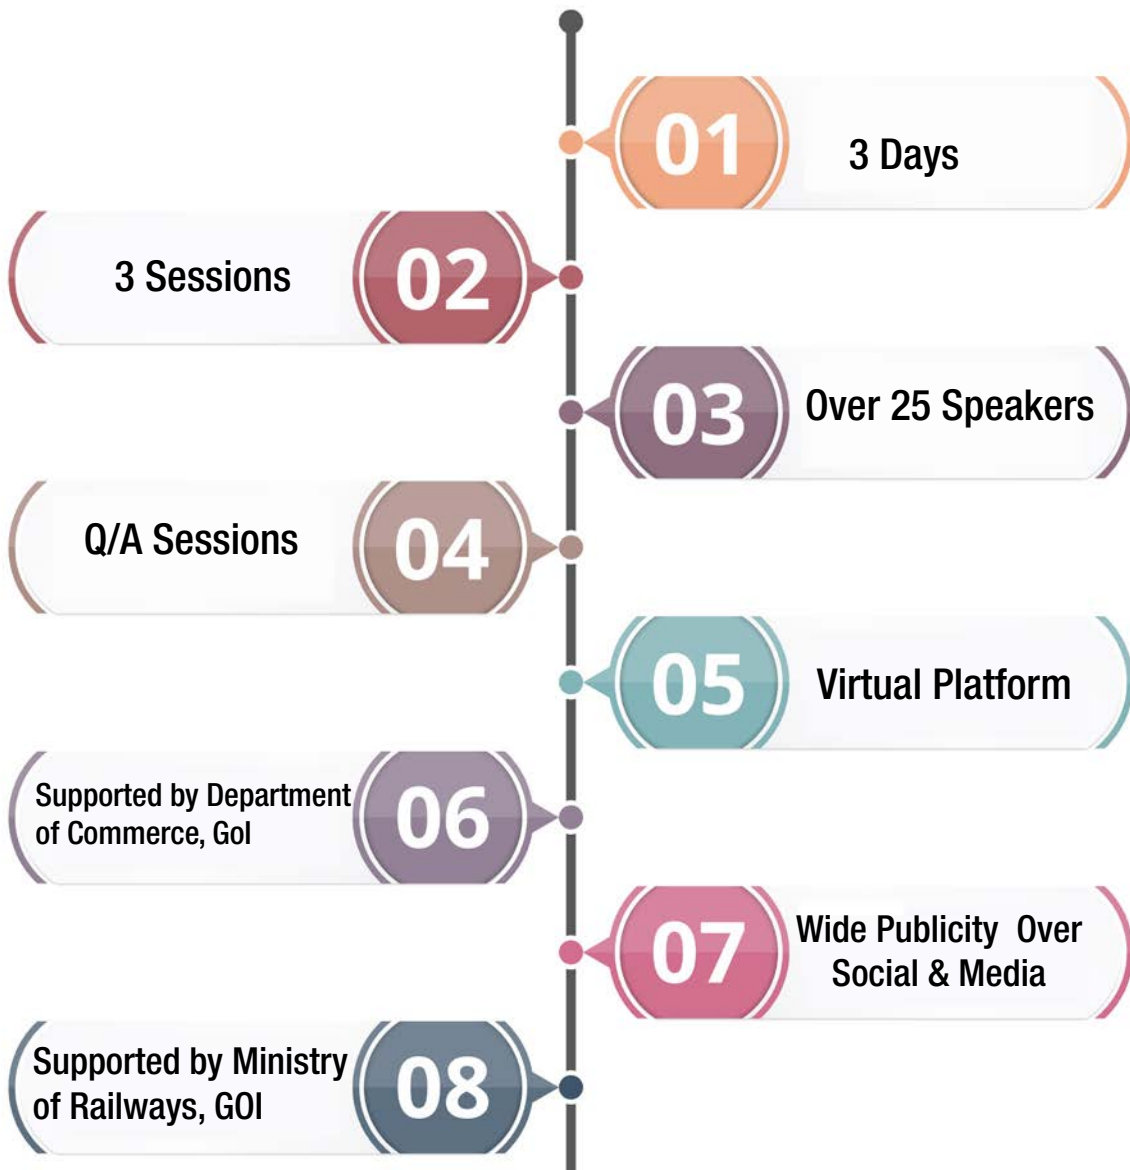 01
3 Days
3 Sessions
02
03
Over 25 Speakers
Q/A Sessions
04
05
Virtual Platform
Supported by Department
of Commerce, GoI
06
07
Wide Publicity Over
Social & Media
Supported by Ministry
of Railways, GOI
08